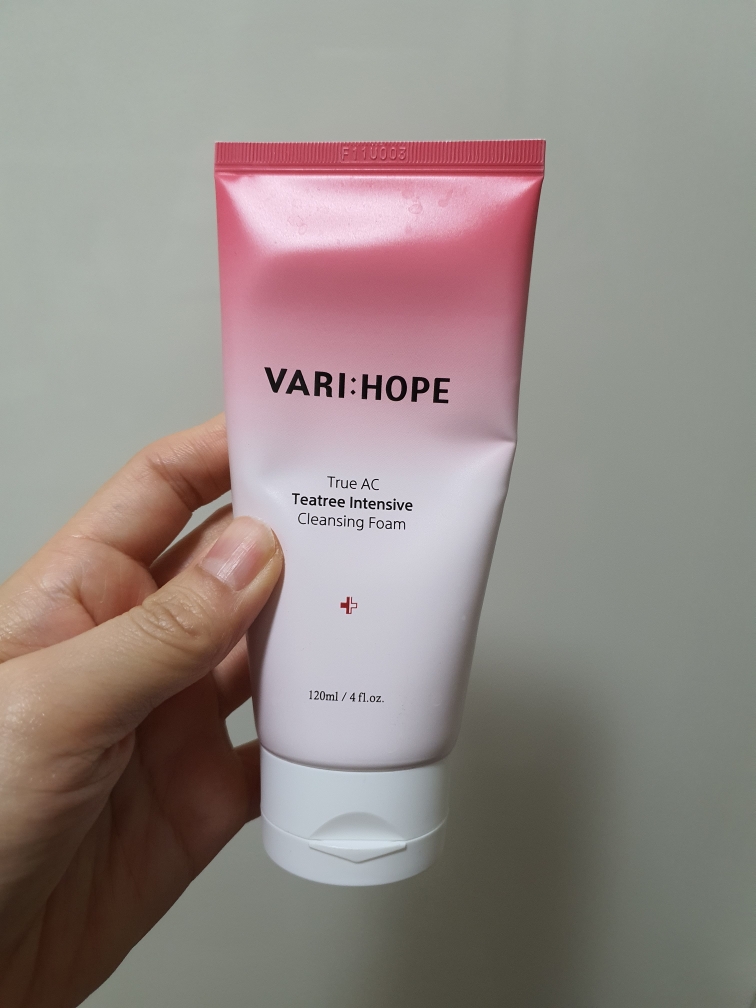 F11U003
VARI:HOPE
True AC
Teatree Intensive
Cleansing Foam
120ml / 4 fl.oz.